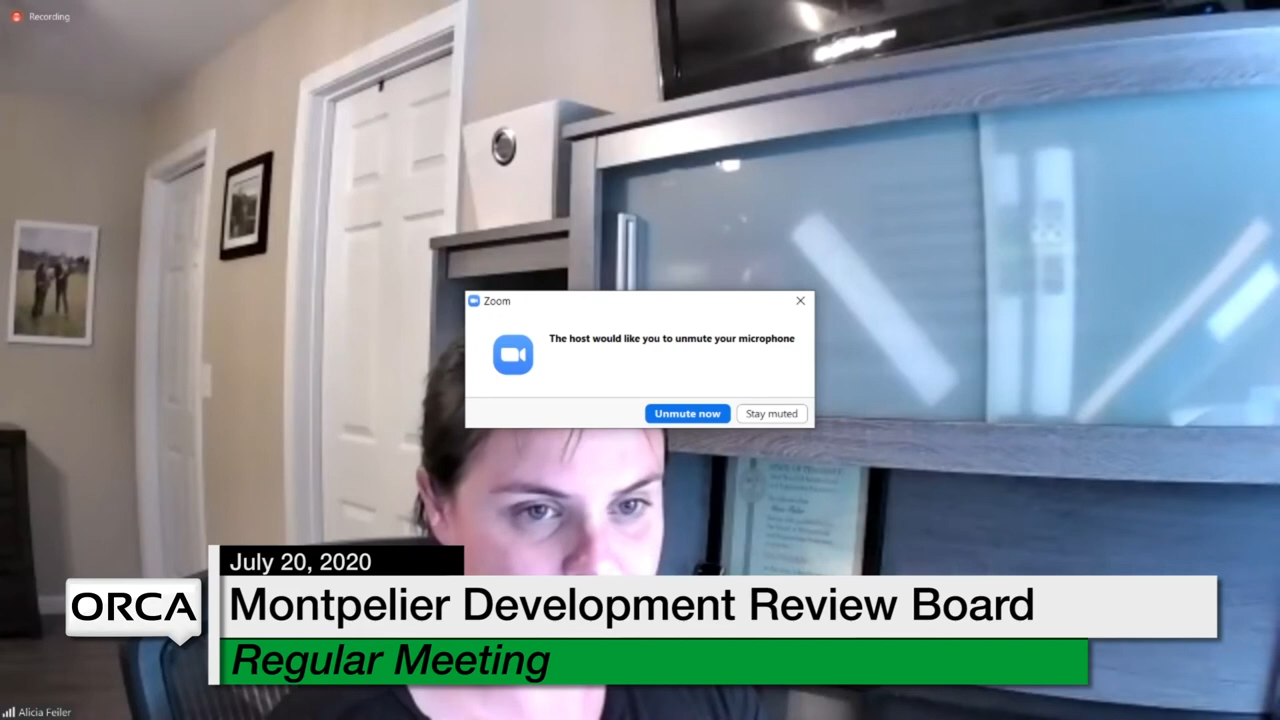 Recording
Zoom
The host would like you to unmute your microphone
Unmute now
Stay muted
July 20, 2020
ORCA
Montpelier Development Review Board
Regular Meeting
Alicia Feiler